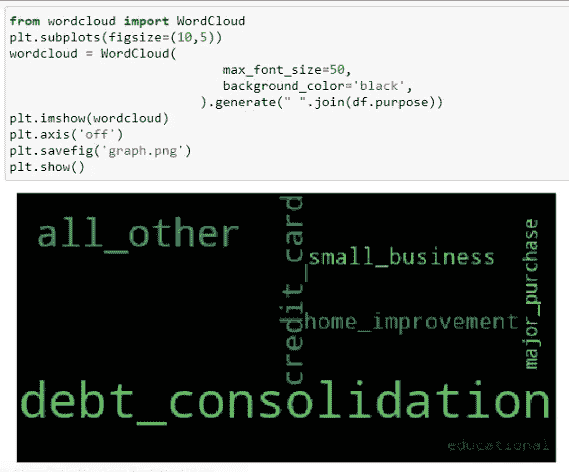 from wordcloud import WordCloud
plt.subplots(figsize=(10,5))
wordcloud = WordCloud(
max_font_size=50,
background_color='black',
).generate(" ".join(df.purpose))
plt.imshow(wordcloud)
plt.axis('off')
plt.savefig('graph.png')
plt.show()
all_other
credit_card
small_business
major_purchase
home_improvement
debt_consolidation
educational